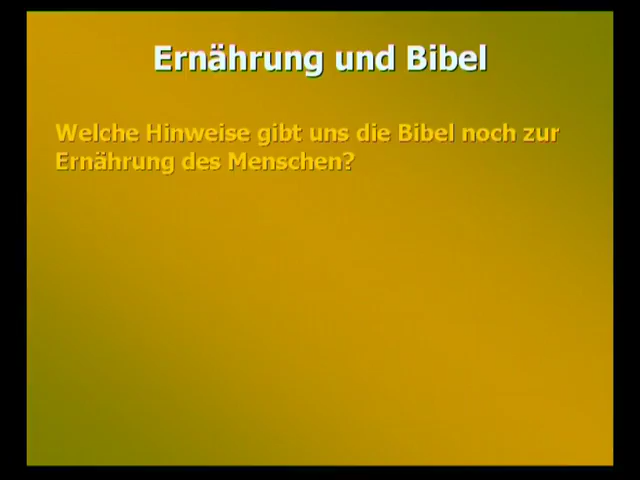 Ernährung und Bibel
Welche Hinweise gibt uns die Bibel noch zur
Ernährung des Menschen?